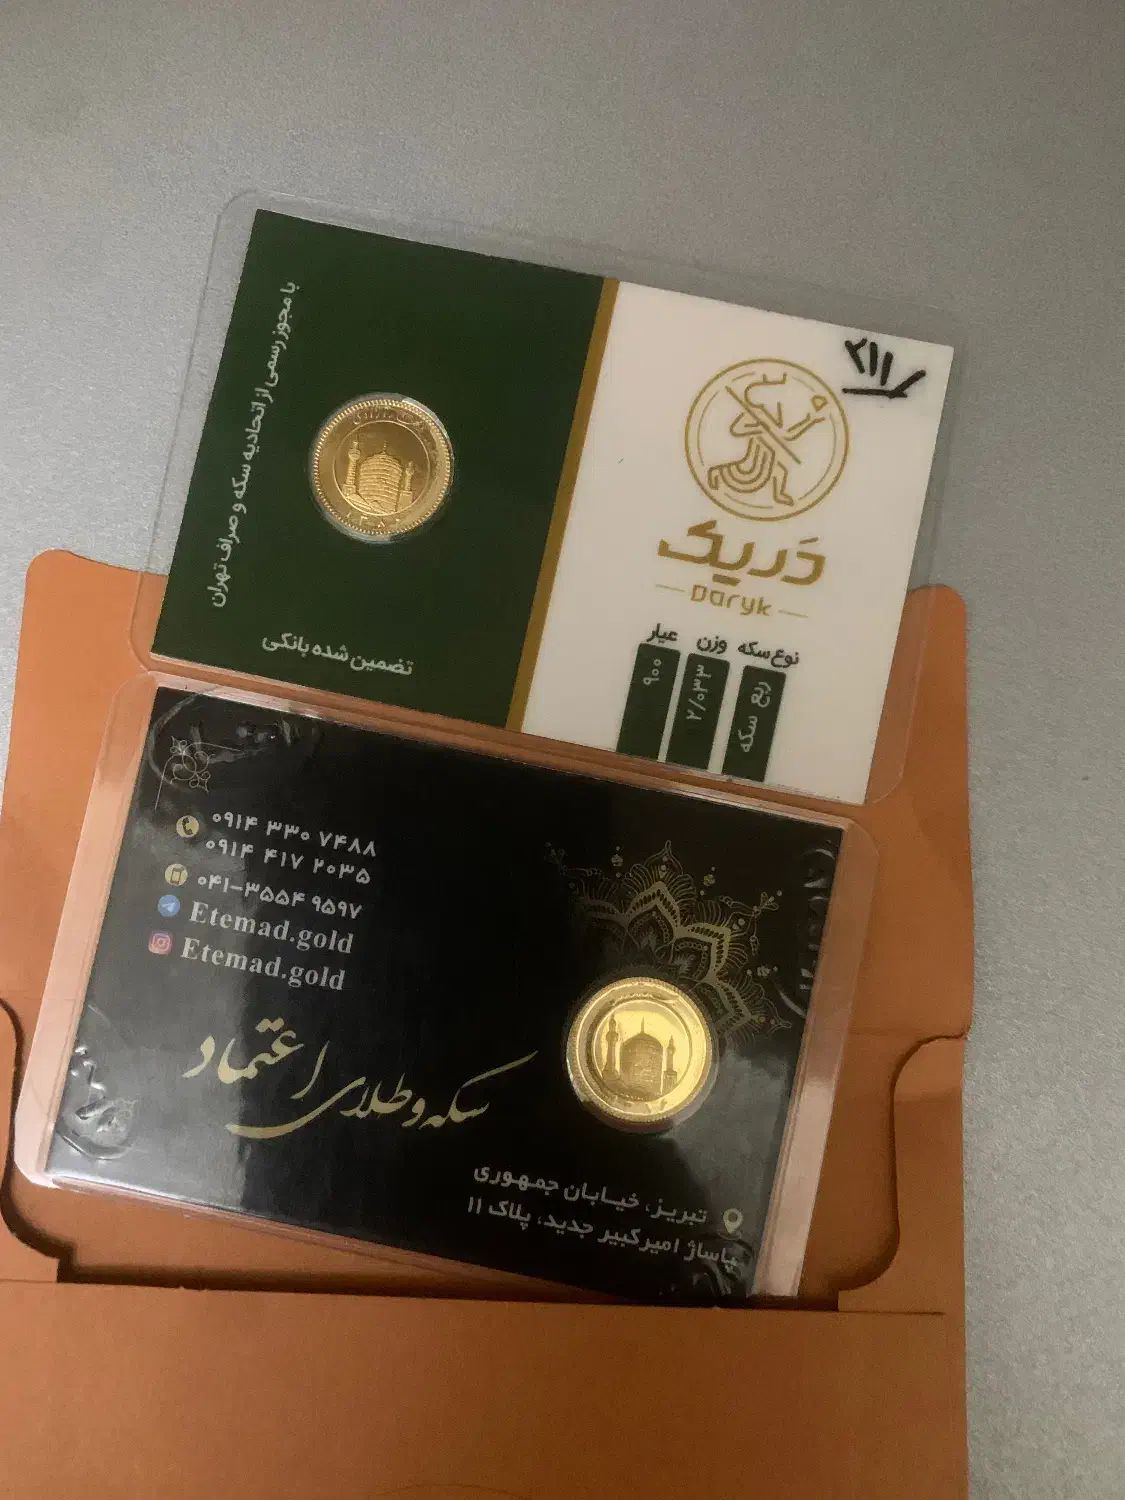 با مجوز رسمی از اتحادیه سکه و صراف تهران
تضمین شده بانکی
۲۱۱/
دَریک
Daryk
نوع سکه وزن عیار
ربع سکه ۲/۰۳۳ ۹۰۰
۰۹۱۴ ۳۳۰ ۷۴۸۸
۰۹۱۴ ۴۱۷ ۲۰۳۵
۰۴۱-۳۵۵۴ ۹۵۹۷
Etemad.gold
Etemad.gold
سکه و طلای اعتماد
تبریز، خیابان جمهوری
پاساژ امیرکبیر جدید، پلاک ۱۱